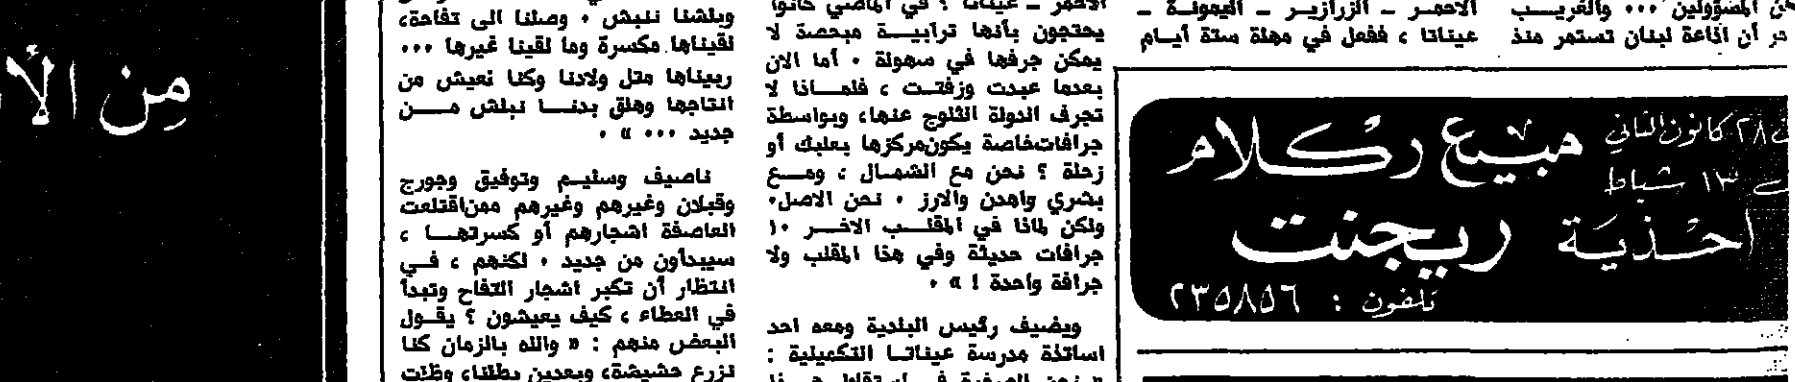 عن المسؤولين ... والغريب
أن اذاعة لبنان تستمر منذ
الاحمر ـ الزرازير ـ اليمونة ـ
عيناتا ، ففعل في مهلة ستة أيام
٢٨ كانون الثاني
١٣ شباط
مبيع ركلام
احذية ريجنت
تلفون : ٢٣٥٨٥٦
الاحمر ـ عيناتا ؟ في الماضي كانوا
يحتجون بأنها ترابية مبحصة لا
يمكن جرفها في سهولة . أما الان
بعدما عبدت وزفتت ، فلماذا لا
تجرف الدولة الثلوج عنها، وبواسطة
جرافات خاصة يكون مركزها بعلبك أو
زحلة ؟ نحن مع الشمال ، ومع
بشري واهدن والارز . نحن الاصل.
ولكن لماذا في المقلب الاخر ١٠
جرافات حديثة وفي هذا المقلب ولا
جرافة واحدة ! » .
ويضيف رئيس البلدية ومعه احد
اساتذة مدرسة عيناتا التكميلية :
وبلشنا ننبش . وصلنا الى تفاحة،
لقيناها مكسرة وما لقينا غيرها ...
ربيناها متل ولادنا وكنا نعيش من
انتاجها وهلق بدنا نبلش من
جديد ... » .
ناصيف وسليم وتوفيق وجورج
وقبلان وغيرهم وغيرهم ممن اقتلعت
العاصفة اشجارهم أو كسرتها ،
سيبدأون من جديد . لكنهم ، في
انتظار أن تكبر اشجار التفاح وتبدأ
في العطاء ، كيف يعيشون ؟ يقول
البعض منهم : « والله بالزمان كنا
نزرع حشيشة، وبعدين بطلنا، وظلت
من